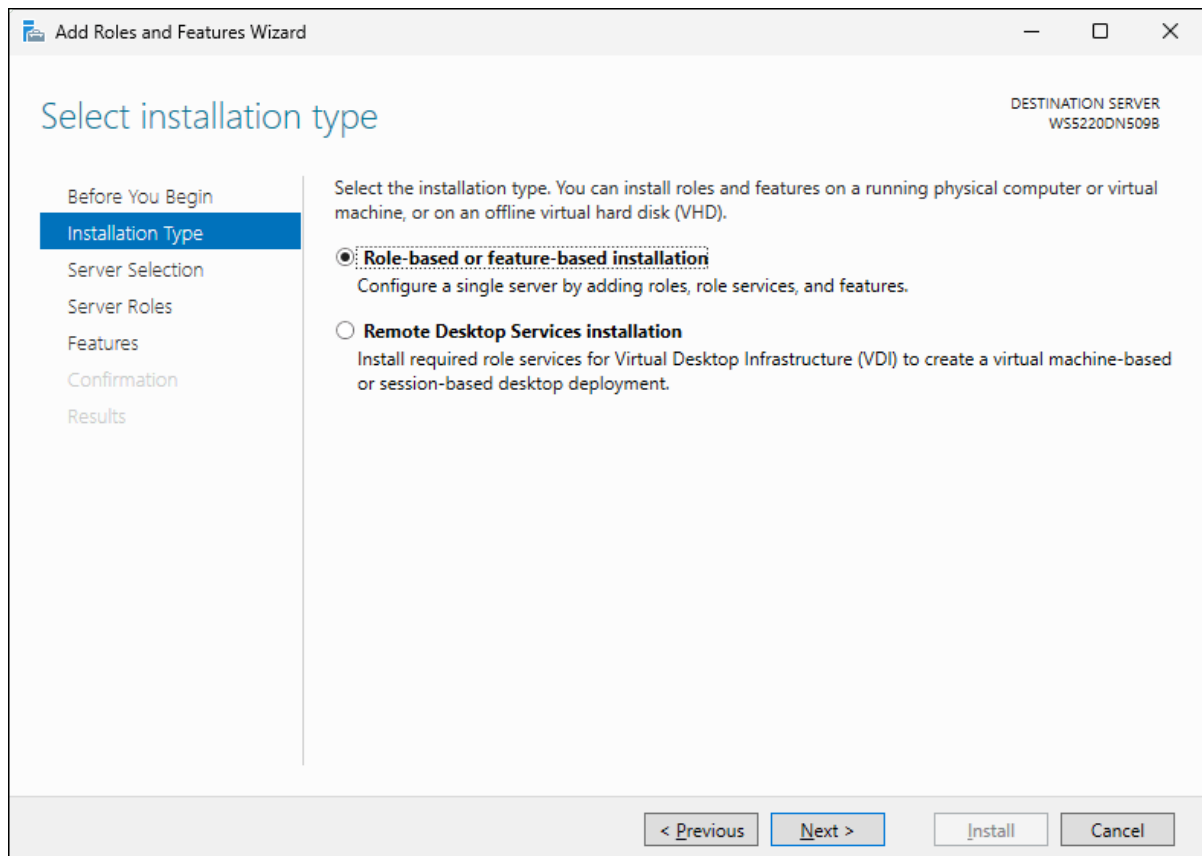 Add Roles and Features Wizard
Select installation type
DESTINATION SERVER
WS5220DN509B
Before You Begin
Installation Type
Server Selection
Server Roles
Features
Confirmation
Results
Select the installation type. You can install roles and features on a running physical computer or virtual
machine, or on an offline virtual hard disk (VHD).
Role-based or feature-based installation
Configure a single server by adding roles, role services, and features.
Remote Desktop Services installation
Install required role services for Virtual Desktop Infrastructure (VDI) to create a virtual machine-based
or session-based desktop deployment.
< Previous
Next >
Install
Cancel